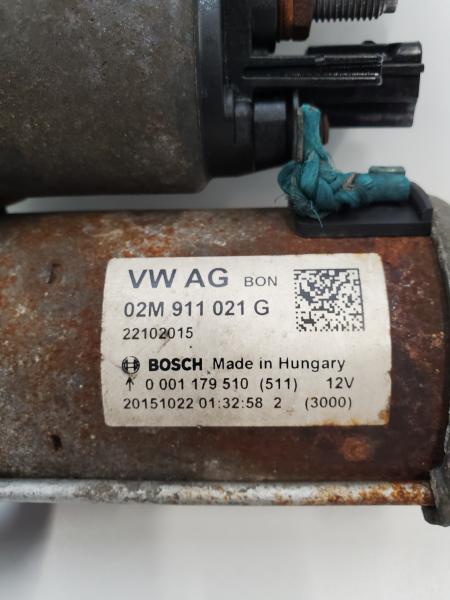 VW AG BON
02M 911 021 G
22102015
BOSCH Made in Hungary
↑ 0 001 179 510 (511) 12V
20151022 01:32:58 2 (3000)